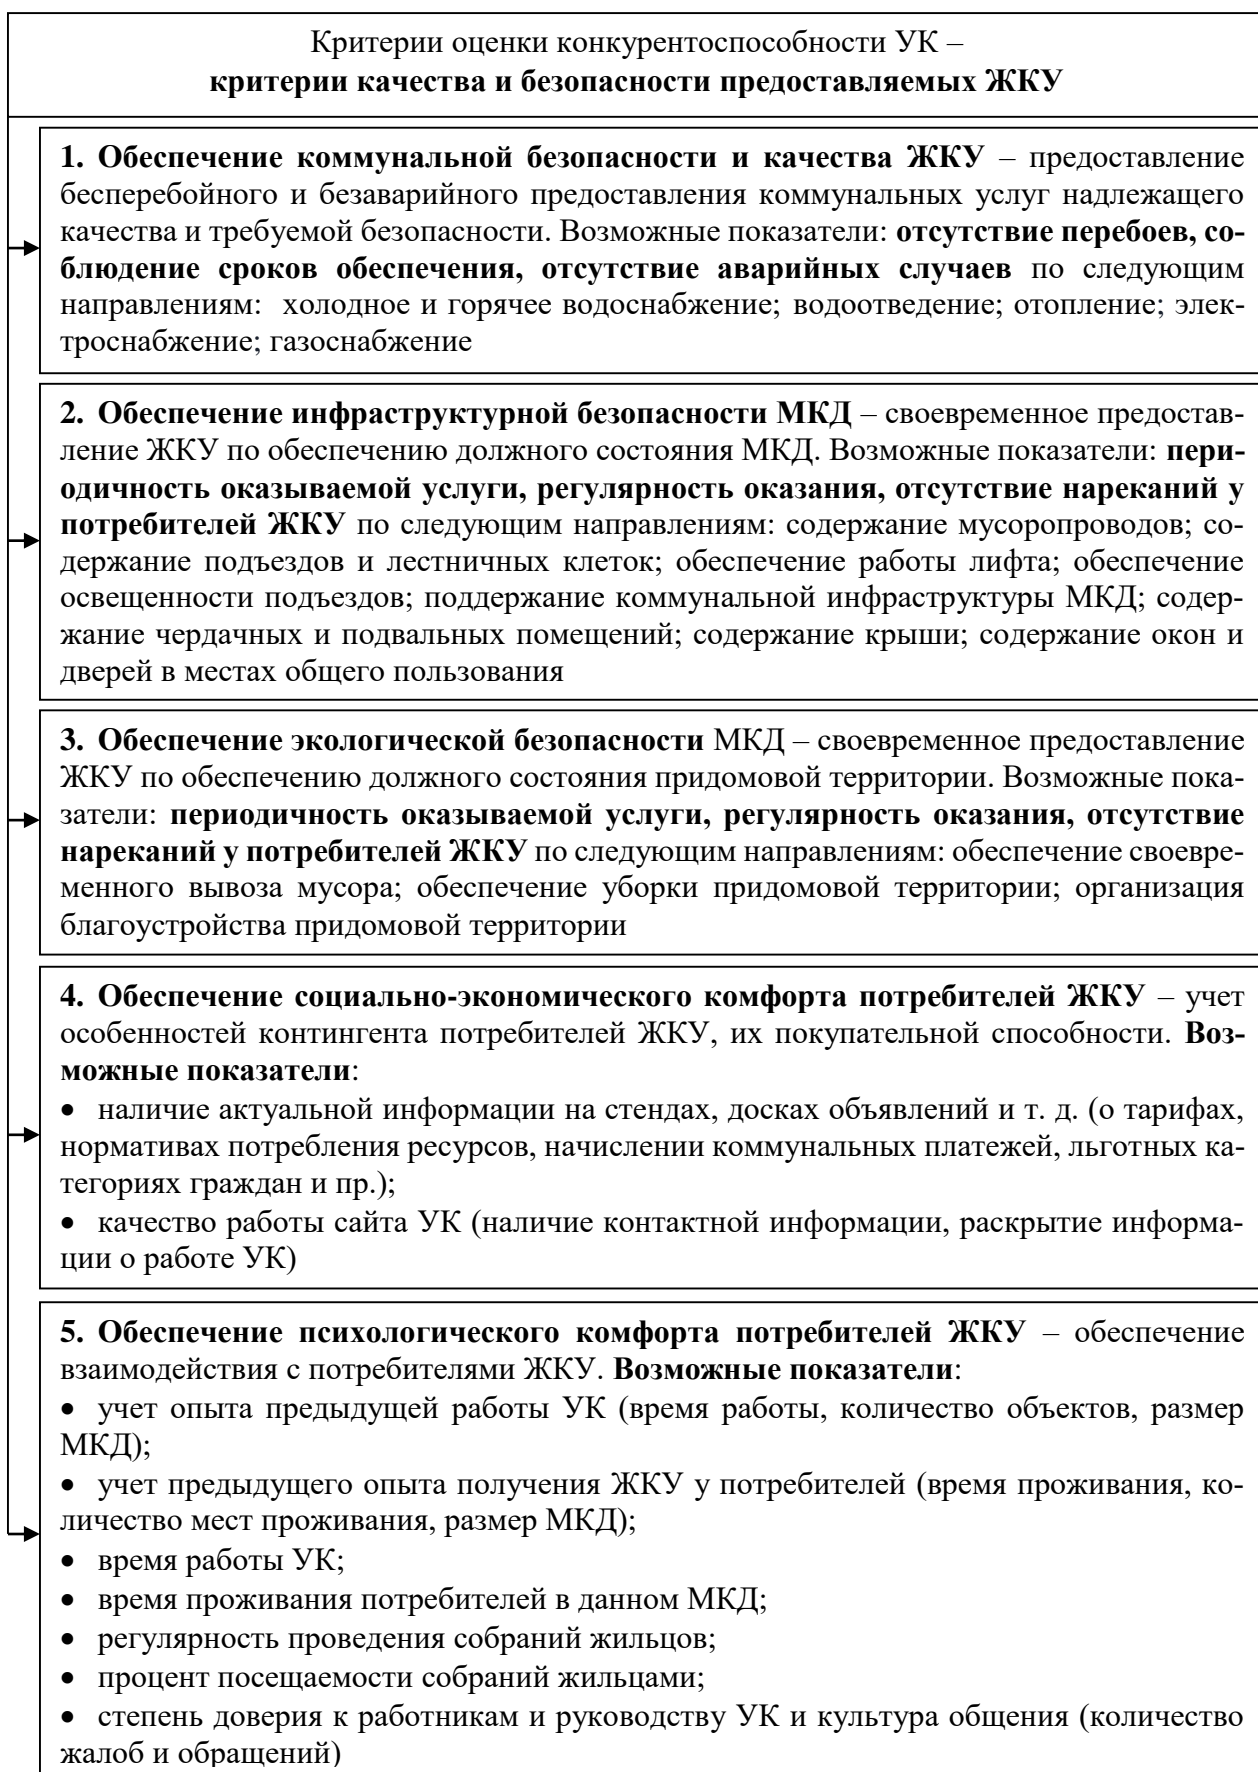 Критерии оценки конкурентоспособности УК –
критерии качества и безопасности предоставляемых ЖКУ
1. Обеспечение коммунальной безопасности и качества ЖКУ – предоставление
бесперебойного и безаварийного предоставления коммунальных услуг надлежащего
качества и требуемой безопасности. Возможные показатели: отсутствие перебоев, со-
блюдение сроков обеспечения, отсутствие аварийных случаев по следующим
направлениям: холодное и горячее водоснабжение; водоотведение; отопление; элек-
троснабжение; газоснабжение
2. Обеспечение инфраструктурной безопасности МКД – своевременное предостав-
ление ЖКУ по обеспечению должного состояния МКД. Возможные показатели: пери-
одичность оказываемой услуги, регулярность оказания, отсутствие нареканий у
потребителей ЖКУ по следующим направлениям: содержание мусоропроводов; со-
держание подъездов и лестничных клеток; обеспечение работы лифта; обеспечение
освещенности подъездов; поддержание коммунальной инфраструктуры МКД; содер-
жание чердачных и подвальных помещений; содержание крыши; содержание окон и
дверей в местах общего пользования
3. Обеспечение экологической безопасности МКД – своевременное предоставление
ЖКУ по обеспечению должного состояния придомовой территории. Возможные пока-
затели: периодичность оказываемой услуги, регулярность оказания, отсутствие
нареканий у потребителей ЖКУ по следующим направлениям: обеспечение своевре-
менного вывоза мусора; обеспечение уборки придомовой территории; организация
благоустройства придомовой территории
4. Обеспечение социально-экономического комфорта потребителей ЖКУ – учет
особенностей контингента потребителей ЖКУ, их покупательной способности. Воз-
можные показатели:
• наличие актуальной информации на стендах, досках объявлений и т. д. (о тарифах,
нормативах потребления ресурсов, начислении коммунальных платежей, льготных ка-
тегориях граждан и пр.);
• качество работы сайта УК (наличие контактной информации, раскрытие информа-
ции о работе УК)
5. Обеспечение психологического комфорта потребителей ЖКУ – обеспечение
взаимодействия с потребителями ЖКУ. Возможные показатели:
• учет опыта предыдущей работы УК (время работы, количество объектов, размер
МКД);
• учет предыдущего опыта получения ЖКУ у потребителей (время проживания, ко-
личество мест проживания, размер МКД);
• время работы УК;
• время проживания потребителей в данном МКД;
• регулярность проведения собраний жильцов;
• процент посещаемости собраний жильцами;
• степень доверия к работникам и руководству УК и культура общения (количество
жалоб и обращений)